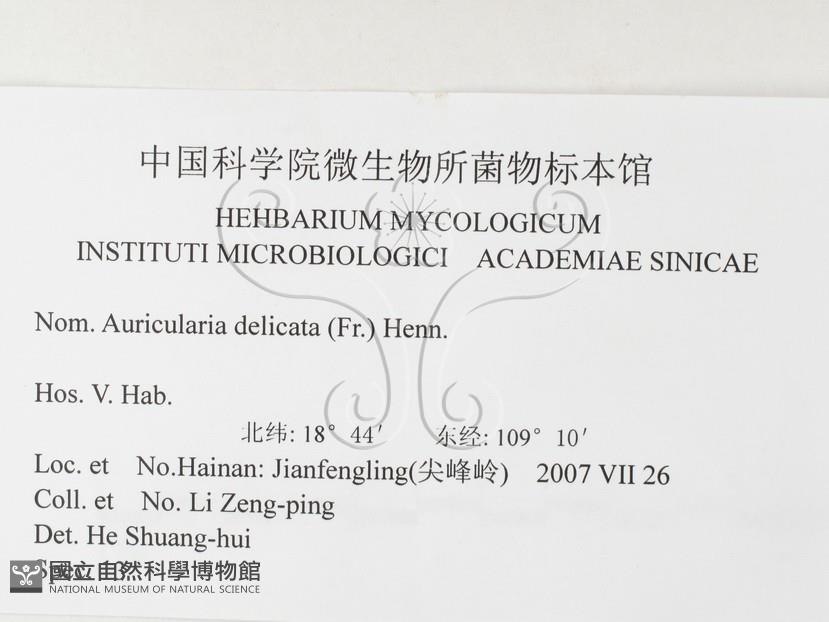 中国科学院微生物所菌物标本馆
HEHBARIUM MYCOLOGICUM
INSTITUTI MICROBIOLOGICI ACADEMIAE SINICAE
Nom. Auricularia delicata (Fr.) Henn.
Hos. V. Hab.
北纬: 18° 44′ 东经: 109° 10′
Loc. et No.Hainan: Jianfengling(尖峰岭) 2007 VII 26
Coll. et No. Li Zeng-ping
Det. He Shuang-hui
國立自然科學博物館
NATIONAL MUSEUM OF NATURAL SCIENCE